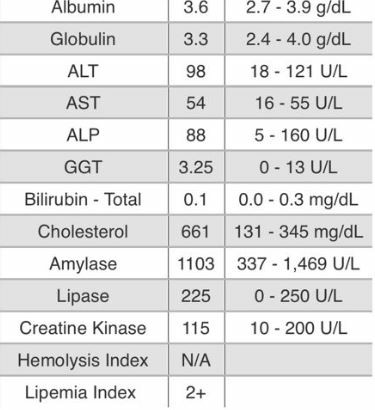 Albumin 3.6 2.7 - 3.9 g/dL
Globulin 3.3 2.4 - 4.0 g/dL
ALT 98 18 - 121 U/L
AST 54 16 - 55 U/L
ALP 88 5 - 160 U/L
GGT 3.25 0 - 13 U/L
Bilirubin - Total 0.1 0.0 - 0.3 mg/dL
Cholesterol 661 131 - 345 mg/dL
Amylase 1103 337 - 1,469 U/L
Lipase 225 0 - 250 U/L
Creatine Kinase 115 10 - 200 U/L
Hemolysis Index N/A
Lipemia Index 2+